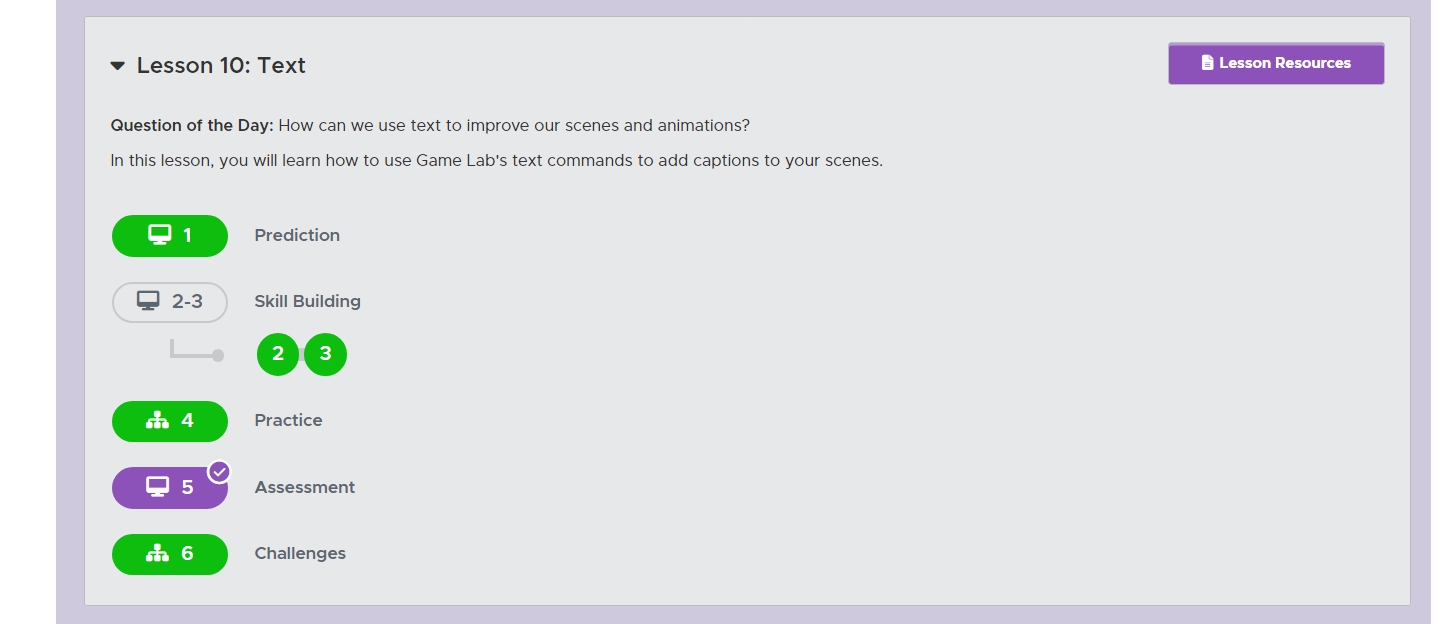 Lesson 10: Text
Lesson Resources
Question of the Day: How can we use text to improve our scenes and animations?
In this lesson, you will learn how to use Game Lab's text commands to add captions to your scenes.
1 Prediction
2-3 Skill Building
2 3
4 Practice
5 Assessment
6 Challenges